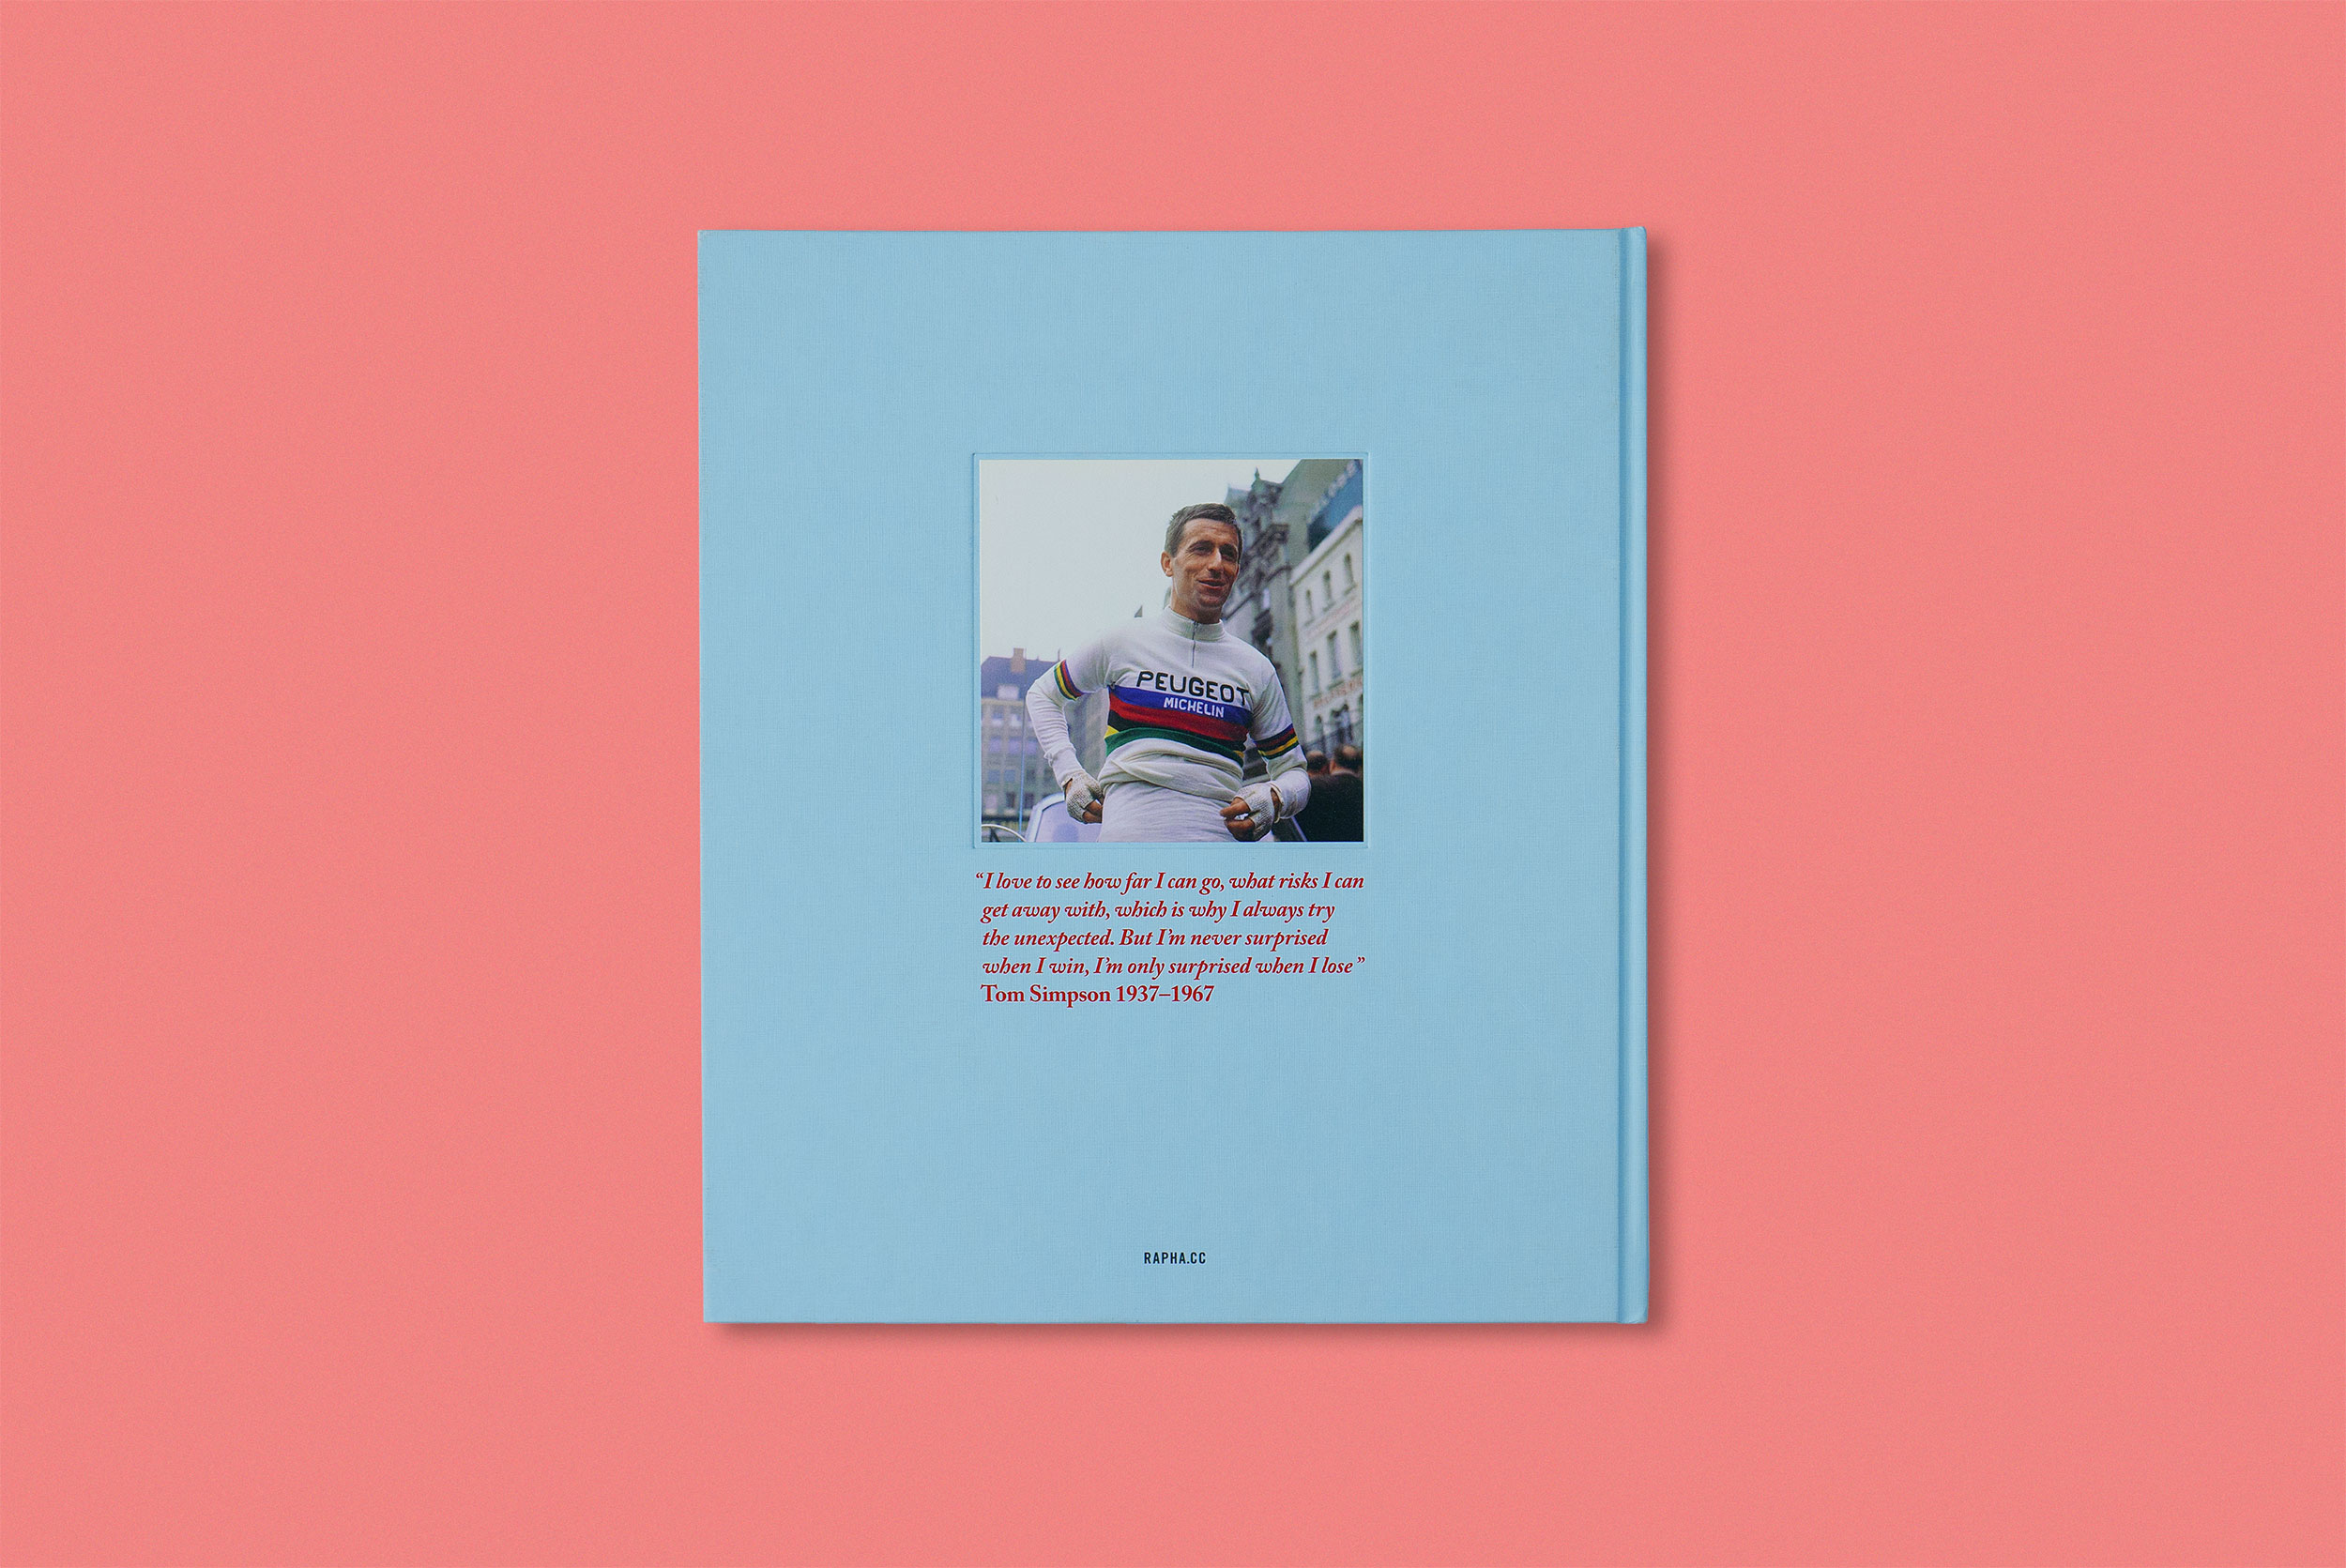 PEUGEOT
MICHELIN
“I love to see how far I can go, what risks I can
get away with, which is why I always try
the unexpected. But I’m never surprised
when I win, I’m only surprised when I lose”
Tom Simpson 1937–1967
RAPHA.CC